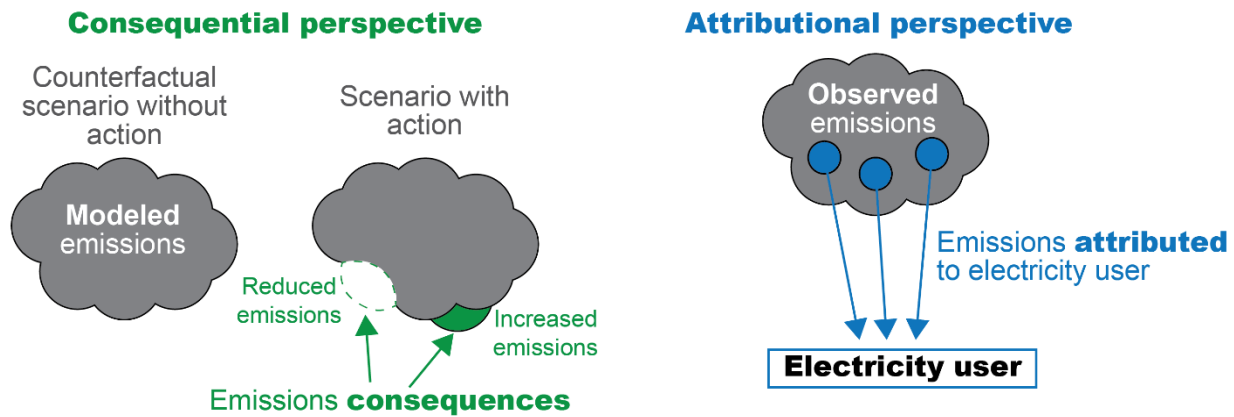 Consequential perspective
Counterfactual
scenario without
action
Modeled
emissions
Scenario with
action
Reduced
emissions
Increased
emissions
Emissions consequences
Attributional perspective
Observed
emissions
Emissions attributed
to electricity user
Electricity user